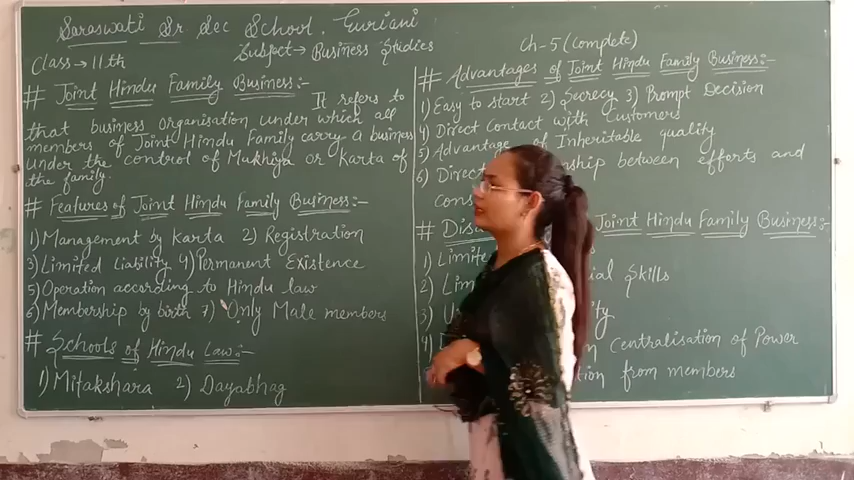 Saraswati Sr Sec School, Guriani
Subject → Business Studies
Class → 11th
# Joint Hindu Family Business:-
It refers to
that business organisation under which all
members of Joint Hindu Family carry a business
under the control of Mukhiya or Karta of
the family.
# Features of Joint Hindu Family Business:-
1) Management by Karta 2) Registration
3) Limited Liability 4) Permanent Existence
5) Operation according to Hindu law
6) Membership by birth 7) Only Male members
# Schools of Hindu Law:-
1) Mitakshara 2) Dayabhag
Ch-5 (Complete)
# Advantages of Joint Hindu Family Business:-
1) Easy to start 2) Secrecy 3) Prompt Decision
4) Direct Contact with Customers
5) Advantage of Inheritable quality
6) Direct between efforts and
# Joint Hindu Family Business:-
1)
2) Skills
3)
4) Centralisation of Power
from members